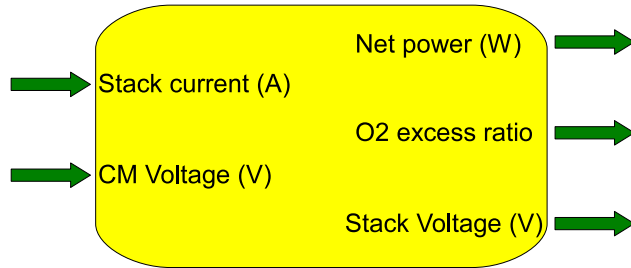 Net power (W)
Stack current (A)
O2 excess ratio
CM Voltage (V)
Stack Voltage (V)